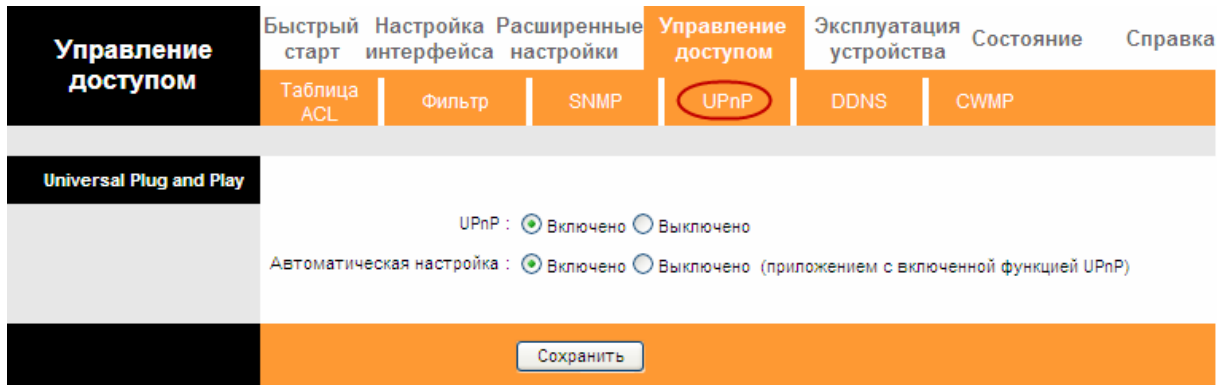 Управление
доступом
Быстрый
старт
Настройка
интерфейса
Расширенные
настройки
Управление
доступом
Эксплуатация
устройства
Состояние
Справка
Таблица
ACL
Фильтр
SNMP
UPnP
DDNS
CWMP
Universal Plug and Play
UPnP : Включено Выключено
Автоматическая настройка : Включено Выключено (приложением с включенной функцией UPnP)
Сохранить